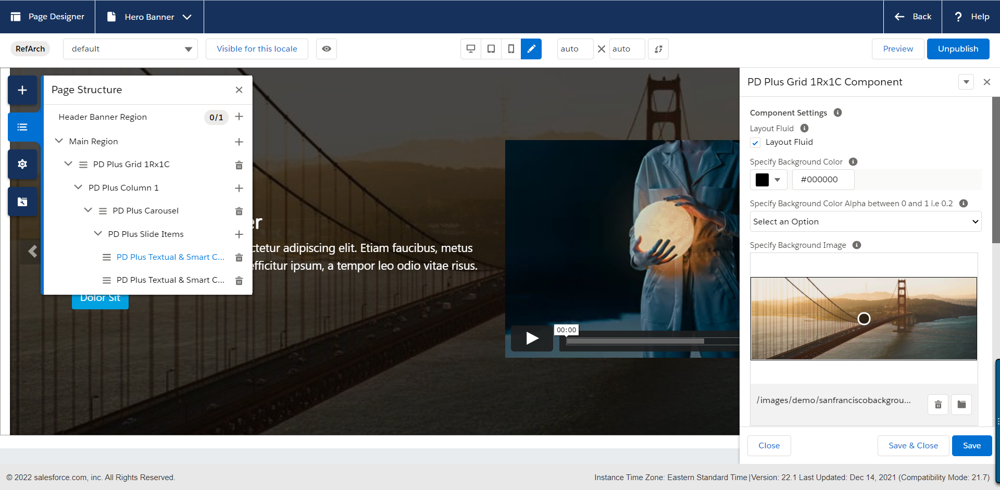 Page Designer
Hero Banner
Back
? Help
RefArch
default
Visible for this locale
auto
auto
Preview
Unpublish
Page Structure
Header Banner Region 0/1
Main Region
PD Plus Grid 1Rx1C
PD Plus Column 1
PD Plus Carousel
PD Plus Slide Items
PD Plus Textual & Smart C...
PD Plus Textual & Smart C...
adipiscing elit. Etiam faucibus, metus
efficitur ipsum, a tempor leo odio vitae risus.
Dolor Sit
00:00
PD Plus Grid 1Rx1C Component
Component Settings
Layout Fluid
Layout Fluid
Specify Background Color
#000000
Specify Background Color Alpha between 0 and 1 i.e 0.2
Select an Option
Specify Background Image
/images/demo/sanfranciscobackgrou...
Close
Save & Close
Save
© 2022 salesforce.com, inc. All Rights Reserved.
Instance Time Zone: Eastern Standard Time|Version: 22.1 Last Updated: Dec 14, 2021 (Compatibility Mode: 21.7)